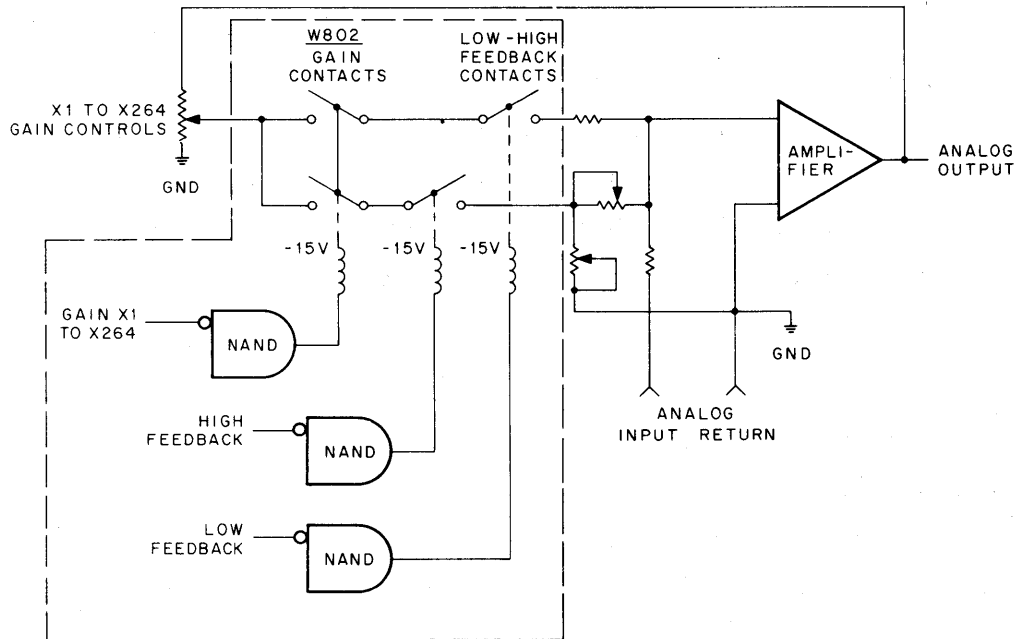 W802
GAIN
CONTACTS
LOW-HIGH
FEEDBACK
CONTACTS
X1 TO X264
GAIN CONTROLS
GND
AMPLI-
FIER
ANALOG
OUTPUT
-15V
-15V
-15V
GAIN X1
TO X264
NAND
GND
ANALOG
INPUT RETURN
HIGH
FEEDBACK
NAND
LOW
FEEDBACK
NAND